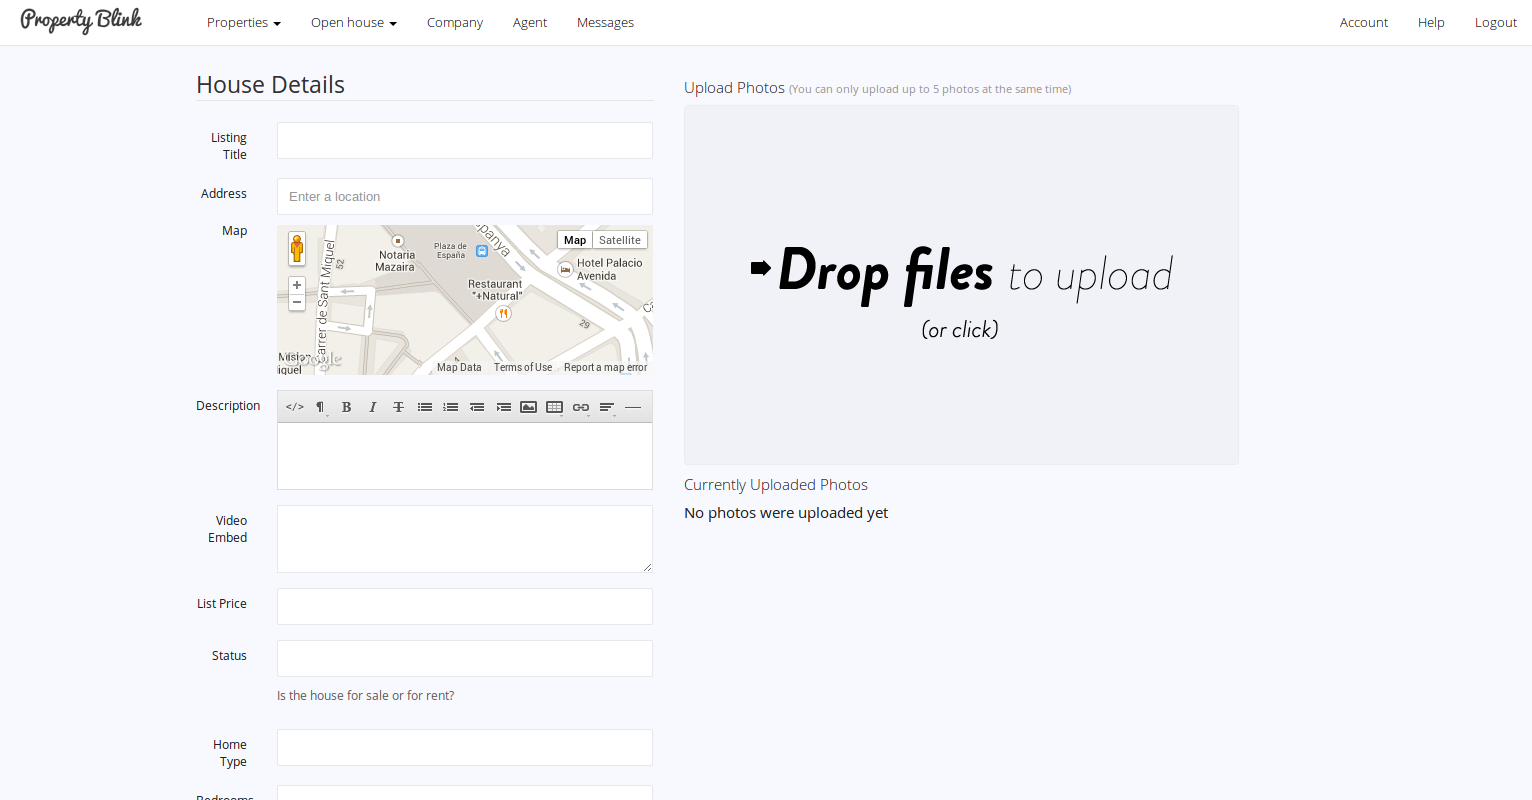 Property Blink
Properties
Open house
Company
Agent
Messages
Account
Help
Logout
House Details
Listing
Title
Address
Enter a location
Map
Carrer de Sant Miquel
52
Notaria
Mazaira
Plaza de
España
Map
Satellite
Hotel Palacio
Avenida
Restaurant
"+Natural"
29
Google
Map Data
Terms of Use
Report a map error
Description
</>
¶
B
I
T
Video
Embed
List Price
Status
Is the house for sale or for rent?
Home
Type
Bedrooms
Upload Photos (You can only upload up to 5 photos at the same time)
Drop files to upload
(or click)
Currently Uploaded Photos
No photos were uploaded yet